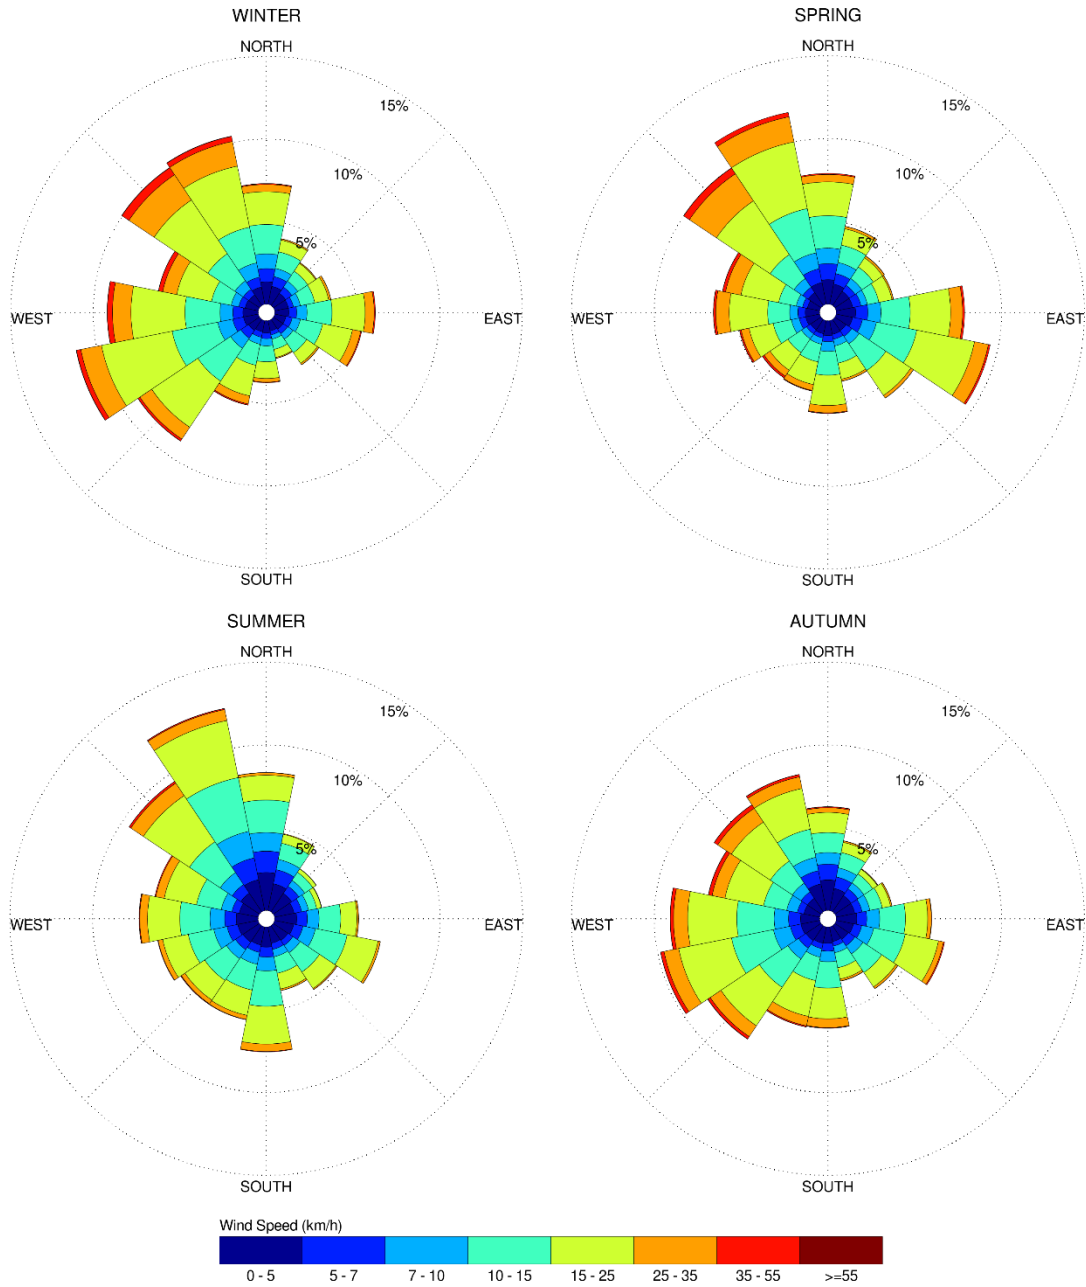 WINTER
NORTH
15%
10%
5%
WEST
EAST
SOUTH
SPRING
NORTH
15%
10%
5%
WEST
EAST
SOUTH
SUMMER
NORTH
15%
10%
5%
WEST
EAST
SOUTH
AUTUMN
NORTH
15%
10%
5%
WEST
EAST
SOUTH
Wind Speed (km/h)
0 - 5 5 - 7 7 - 10 10 - 15 15 - 25 25 - 35 35 - 55 >=55